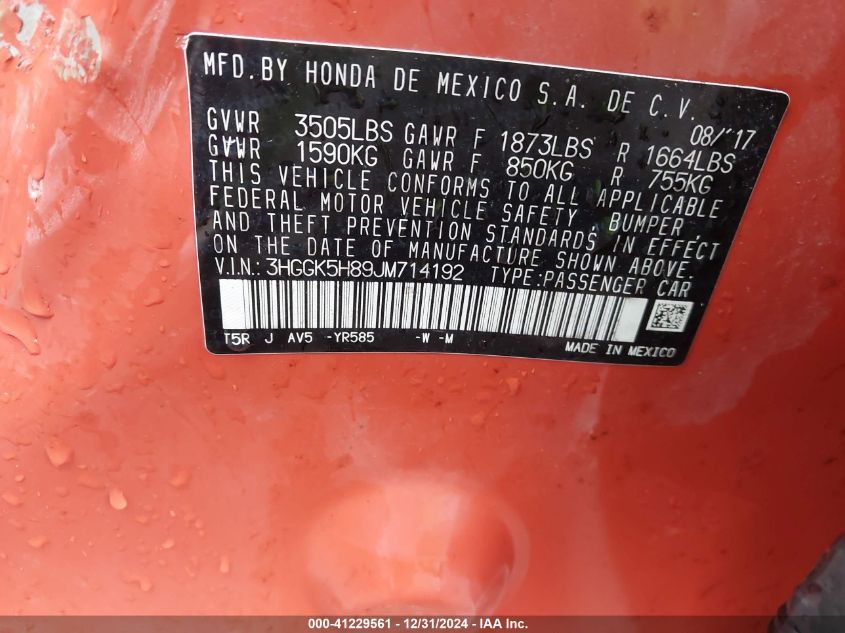 MFD.BY HONDA DE MEXICO S.A. DE C.V. 08/'17
GVWR 3505LBS GAWR F 1873LBS R 1664LBS
GVWR 1590KG GAWR F 850KG R 755KG
THIS VEHICLE CONFORMS TO ALL APPLICABLE
FEDERAL MOTOR VEHICLE SAFETY, BUMPER,
AND THEFT PREVENTION STANDARDS IN EFFECT
ON THE DATE OF MANUFACTURE SHOWN ABOVE.
V.I.N.: 3HGGK5H89JM714192 TYPE:PASSENGER CAR
T5R J AV5 -YR585 -W -M MADE IN MEXICO
000-41229561 - 12/31/2024 - IAA Inc.